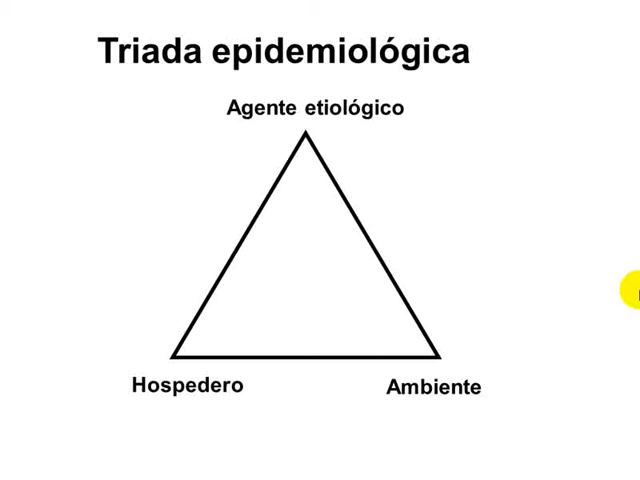 Triada epidemiológica
Agente etiológico
Hospedero
Ambiente